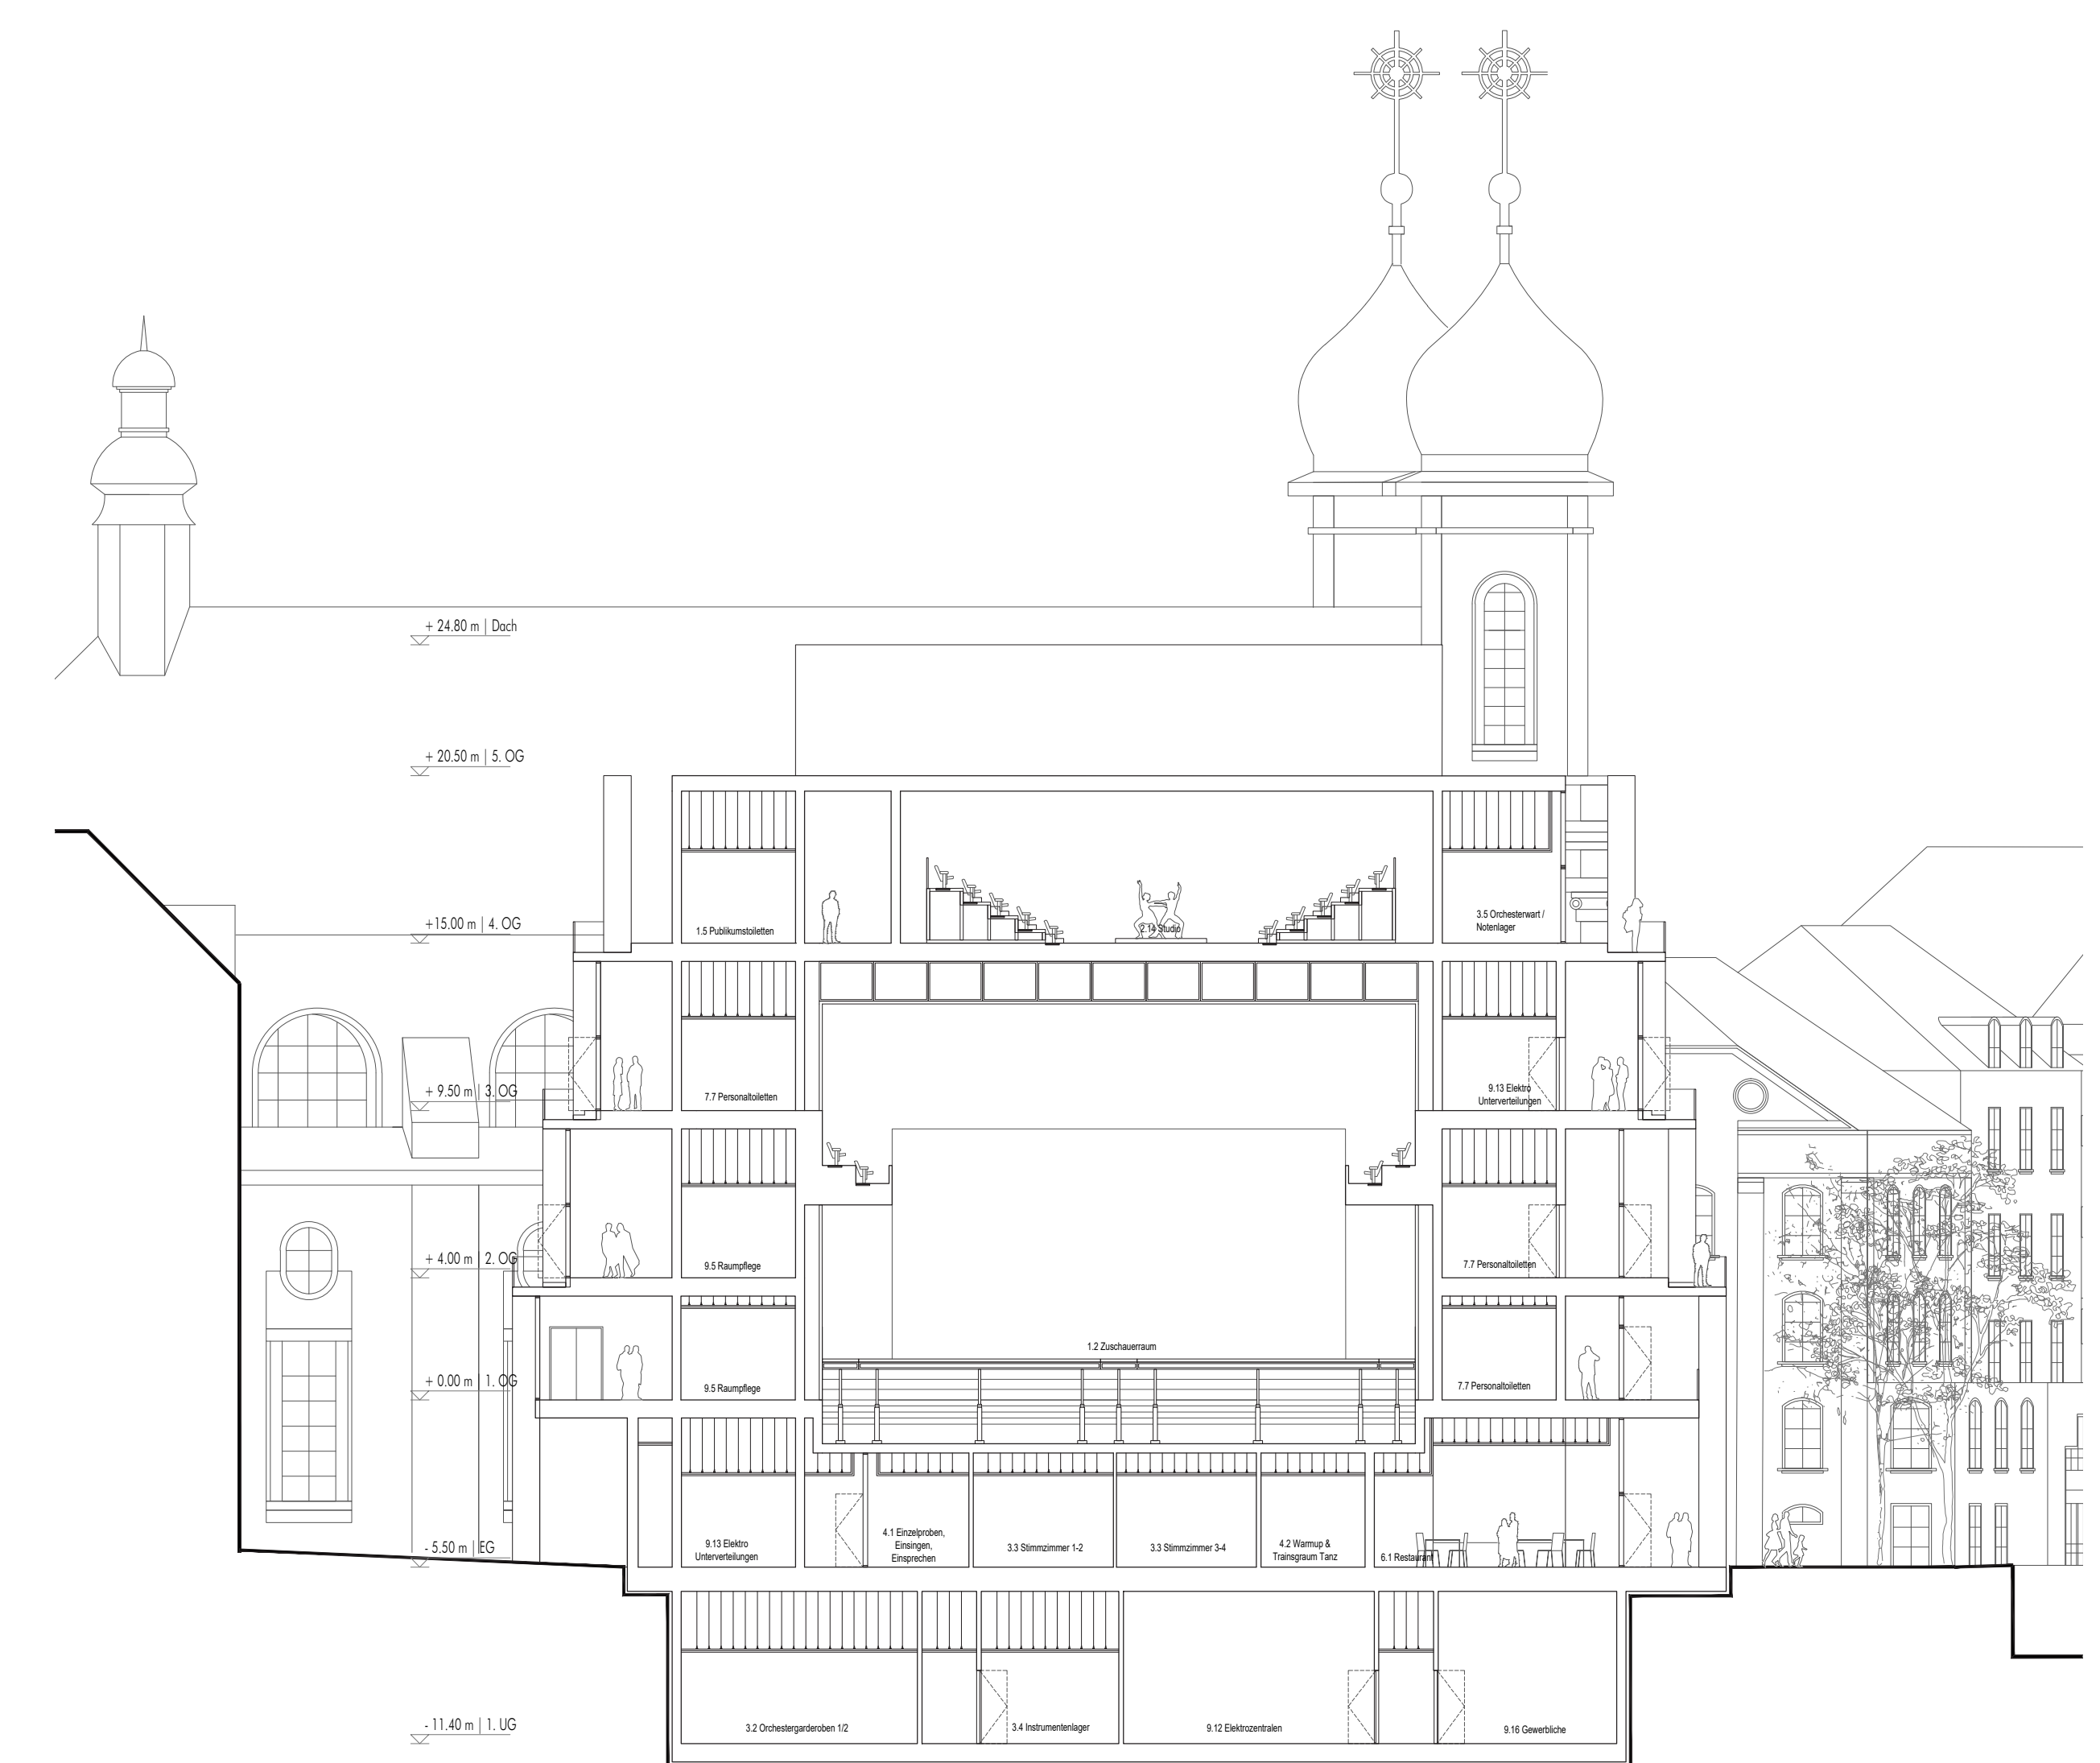 + 24.80 m | Dach
+ 20.50 m | 5. OG
+15.00 m | 4. OG
1.5 Publikumstoiletten
2.14 Studio
3.5 Orchesterwart /
Notenlager
+ 9.50 m | 3. OG
7.7 Personaltoiletten
9.13 Elektro
Unterverteilungen
+ 4.00 m | 2. OG
9.5 Raumpflege
7.7 Personaltoiletten
1.2 Zuschauerraum
+ 0.00 m | 1. OG
9.5 Raumpflege
7.7 Personaltoiletten
- 5.50 m | EG
9.13 Elektro
Unterverteilungen
4.1 Einzelproben,
Einsingen,
Einsprechen
3.3 Stimmzimmer 1-2
3.3 Stimmzimmer 3-4
4.2 Warmup &
Trainsgraum Tanz
6.1 Restaurant
- 11.40 m | 1. UG
3.2 Orchestergarderoben 1/2
3.4 Instrumentenlager
9.12 Elektrozentralen
9.16 Gewerbliche